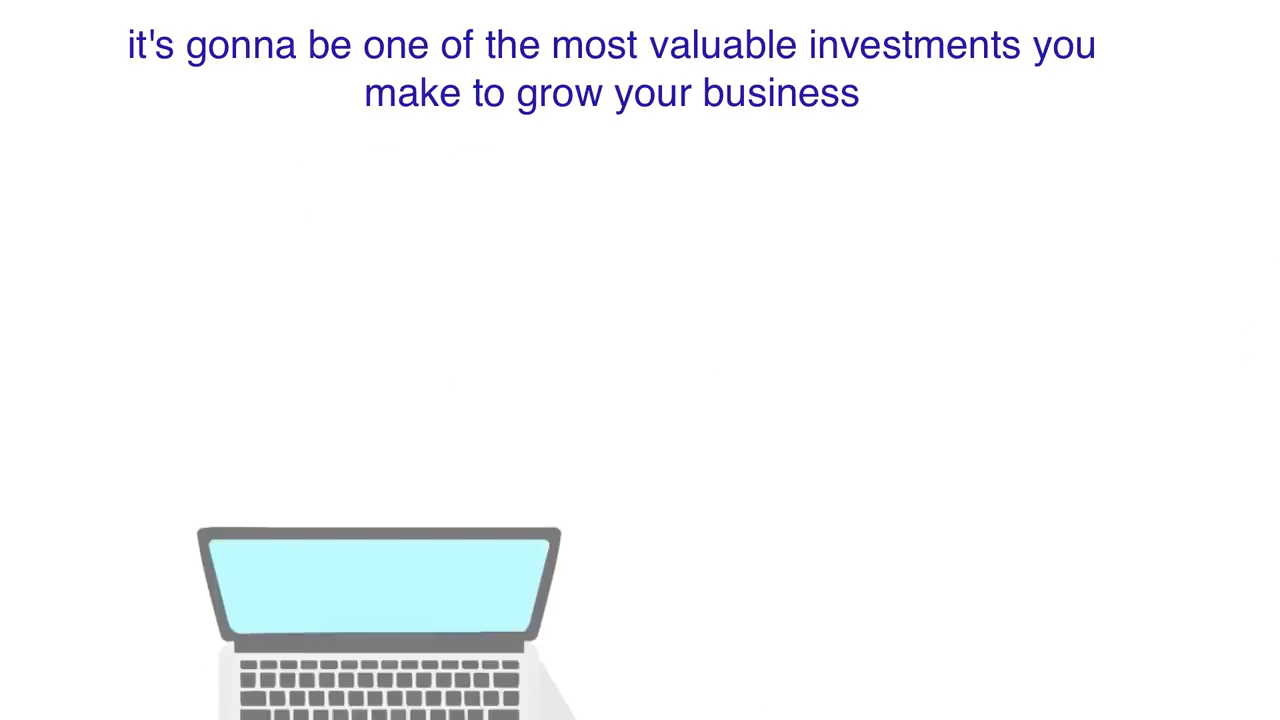 it's gonna be one of the most valuable investments you
make to grow your business